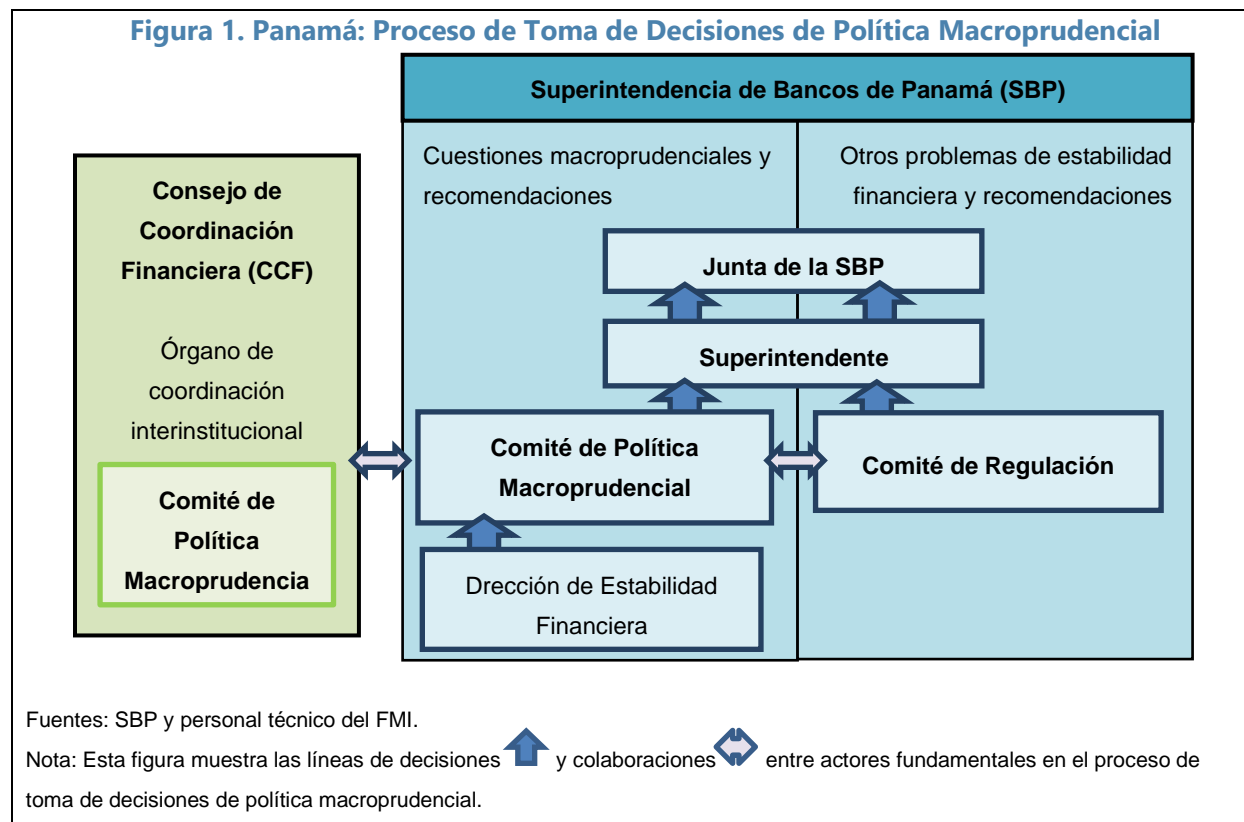 Figura 1. Panamá: Proceso de Toma de Decisiones de Política Macroprudencial
Superintendencia de Bancos de Panamá (SBP)
Consejo de
Coordinación
Financiera (CCF)
Órgano de
coordinación
interinstitucional
Comité de
Política
Macroprudencia
Cuestiones macroprudenciales y
recomendaciones
Otros problemas de estabilidad
financiera y recomendaciones
Junta de la SBP
Superintendente
Comité de Política
Macroprudencial
Comité de Regulación
Dirección de Estabilidad
Financiera
Fuentes: SBP y personal técnico del FMI.
Nota: Esta figura muestra las líneas de decisiones y colaboraciones entre actores fundamentales en el proceso de
toma de decisiones de política macroprudencial.